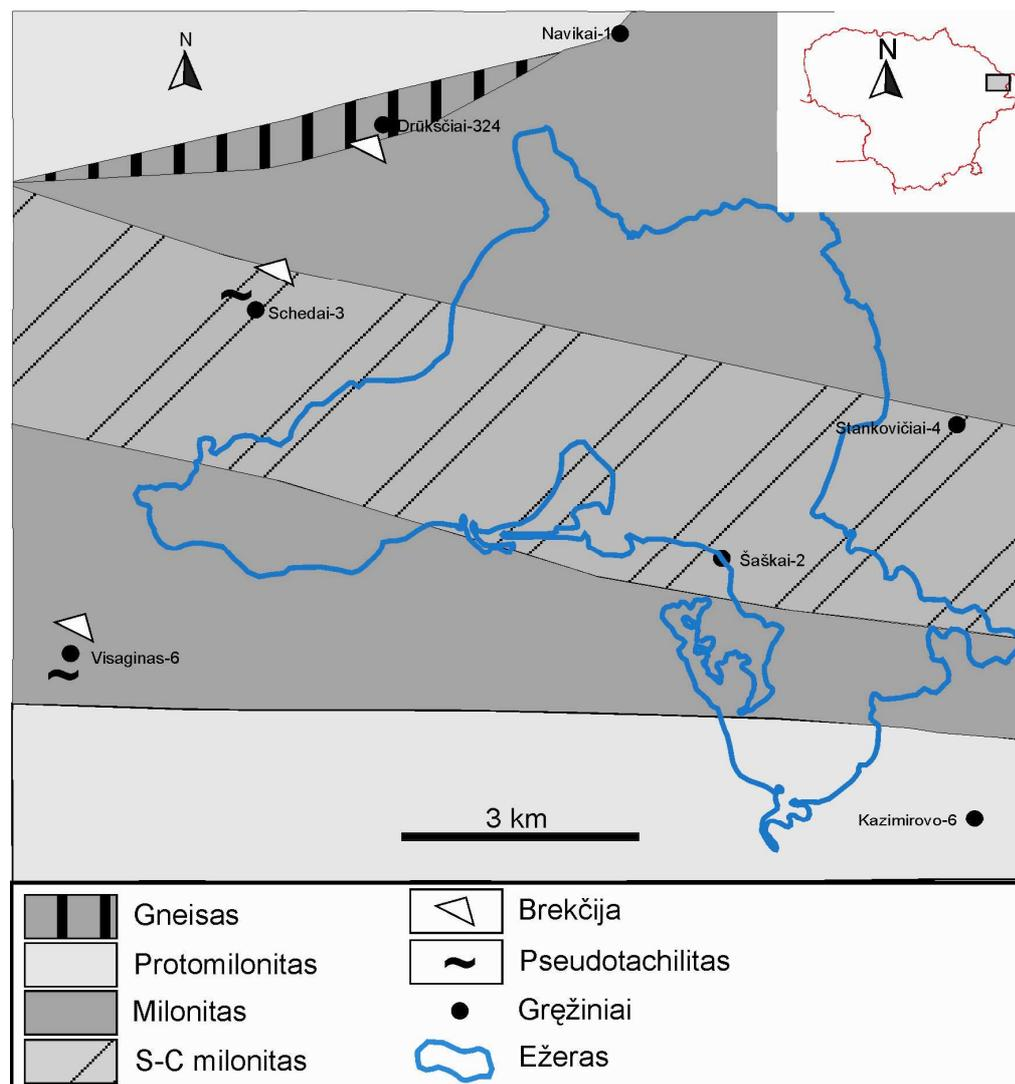 N
Navikai-1
N
Drūkščiai-324
Schedai-3
Stankovičiai-4
Šaškai-2
Visaginas-6
3 km
Kazimirovo-6
Gneisas
Brekčija
Protomilonitas
Pseudotachilitas
Milonitas
Gręžiniai
S-C milonitas
Ežeras